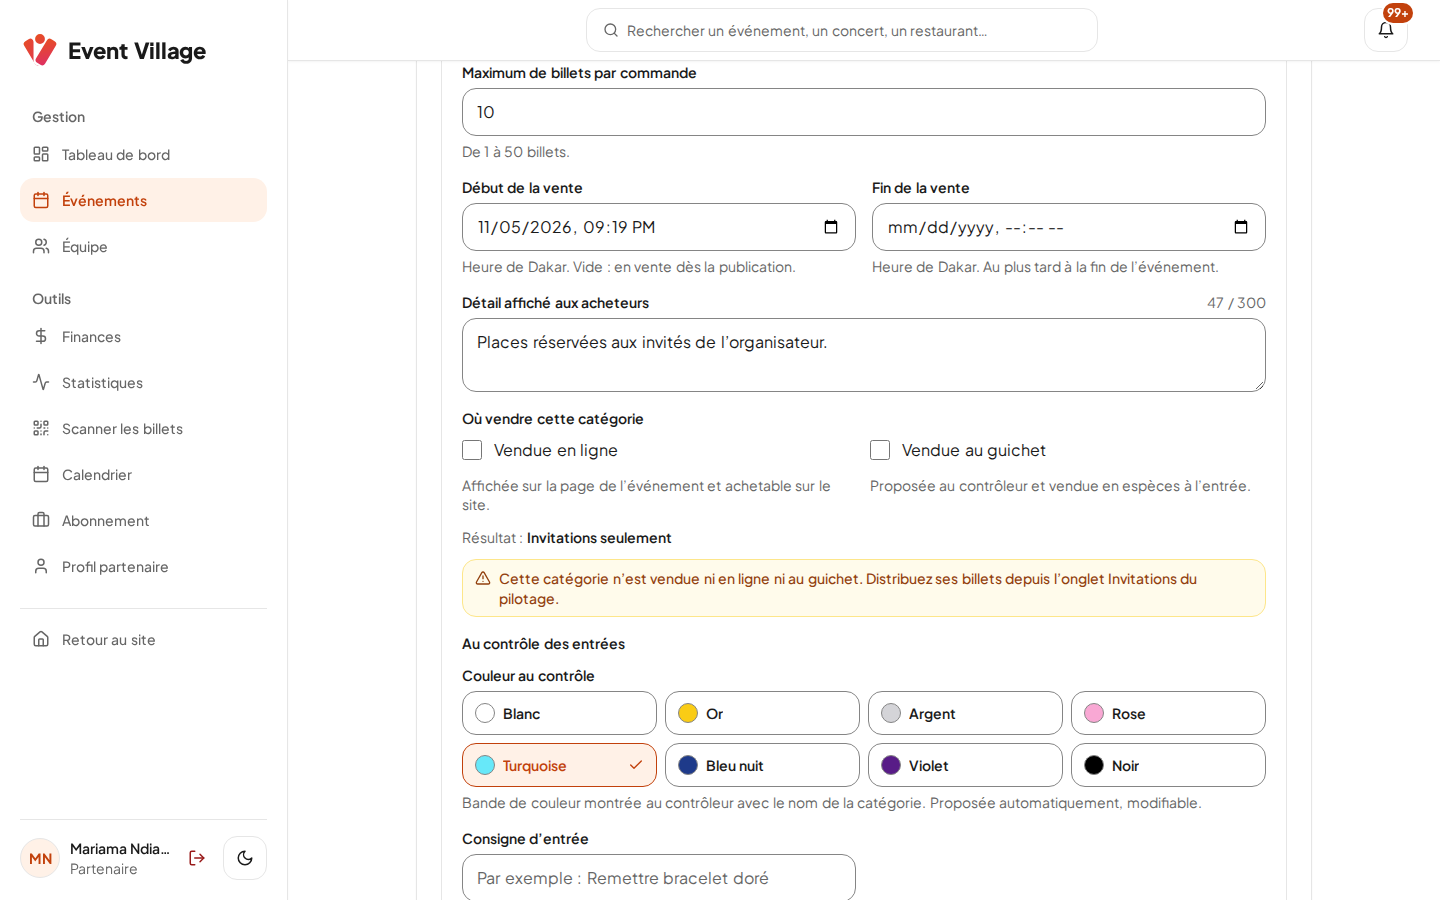 Event Village
Rechercher un événement, un concert, un restaurant…
99+
Gestion
Tableau de bord
Événements
Équipe
Outils
Finances
Statistiques
Scanner les billets
Calendrier
Abonnement
Profil partenaire
Retour au site
MN
Mariama Ndia…
Partenaire
Maximum de billets par commande
10
De 1 à 50 billets.
Début de la vente
Fin de la vente
11/05/2026, 09:19 PM
mm/dd/yyyy, --:-- --
Heure de Dakar. Vide : en vente dès la publication.
Heure de Dakar. Au plus tard à la fin de l’événement.
Détail affiché aux acheteurs
47 / 300
Places réservées aux invités de l’organisateur.
Où vendre cette catégorie
Vendue en ligne
Vendue au guichet
Affichée sur la page de l’événement et achetable sur le
site.
Proposée au contrôleur et vendue en espèces à l’entrée.
Résultat : Invitations seulement
Cette catégorie n’est vendue ni en ligne ni au guichet. Distribuez ses billets depuis l’onglet Invitations du
pilotage.
Au contrôle des entrées
Couleur au contrôle
Blanc
Or
Argent
Rose
Turquoise
Bleu nuit
Violet
Noir
Bande de couleur montrée au contrôleur avec le nom de la catégorie. Proposée automatiquement, modifiable.
Consigne d’entrée
Par exemple : Remettre bracelet doré